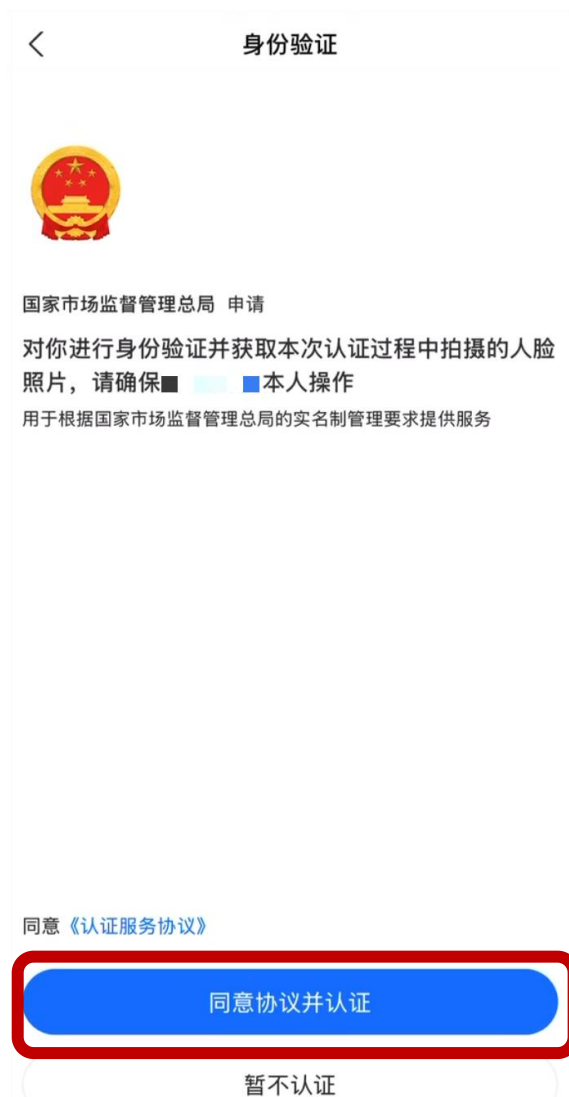 身份验证
国家市场监督管理总局 申请
对你进行身份验证并获取本次认证过程中拍摄的人脸
照片，请确保 本人操作
用于根据国家市场监督管理总局的实名制管理要求提供服务
同意《认证服务协议》
同意协议并认证
暂不认证